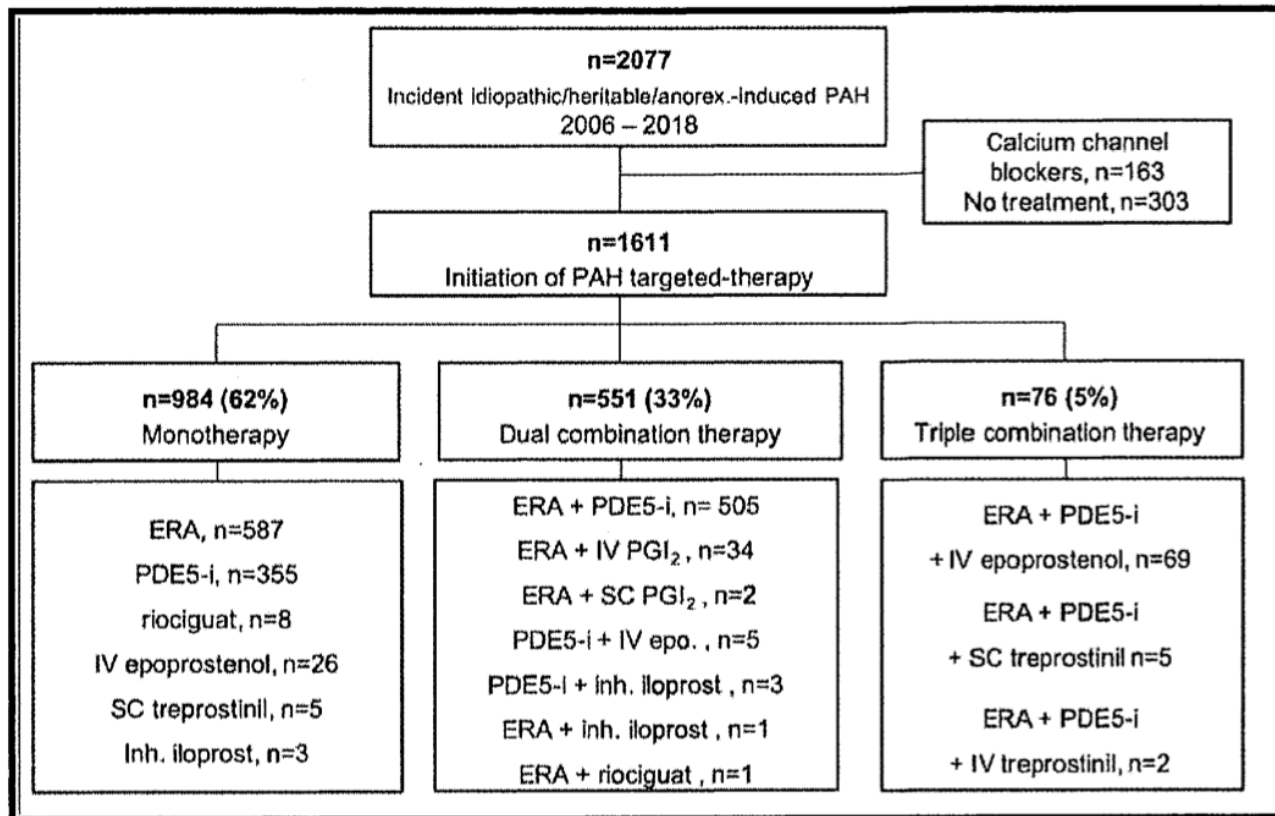 n=2077
Incident idiopathic/heritable/anorex.-induced PAH
2006 – 2018
Calcium channel
blockers, n=163
No treatment, n=303
n=1611
Initiation of PAH targeted-therapy
n=984 (62%)
Monotherapy
n=551 (33%)
Dual combination therapy
n=76 (5%)
Triple combination therapy
ERA, n=587
PDE5-i, n=355
riociguat, n=8
IV epoprostenol, n=26
SC treprostinil, n=5
Inh. iloprost, n=3
ERA + PDE5-i, n= 505
ERA + IV PGI₂ , n=34
ERA + SC PGI₂ , n=2
PDE5-i + IV epo. , n=5
PDE5-i + inh. iloprost , n=3
ERA + inh. iloprost , n=1
ERA + riociguat , n=1
ERA + PDE5-i
+ IV epoprostenol, n=69
ERA + PDE5-i
+ SC treprostinil n=5
ERA + PDE5-i
+ IV treprostinil, n=2